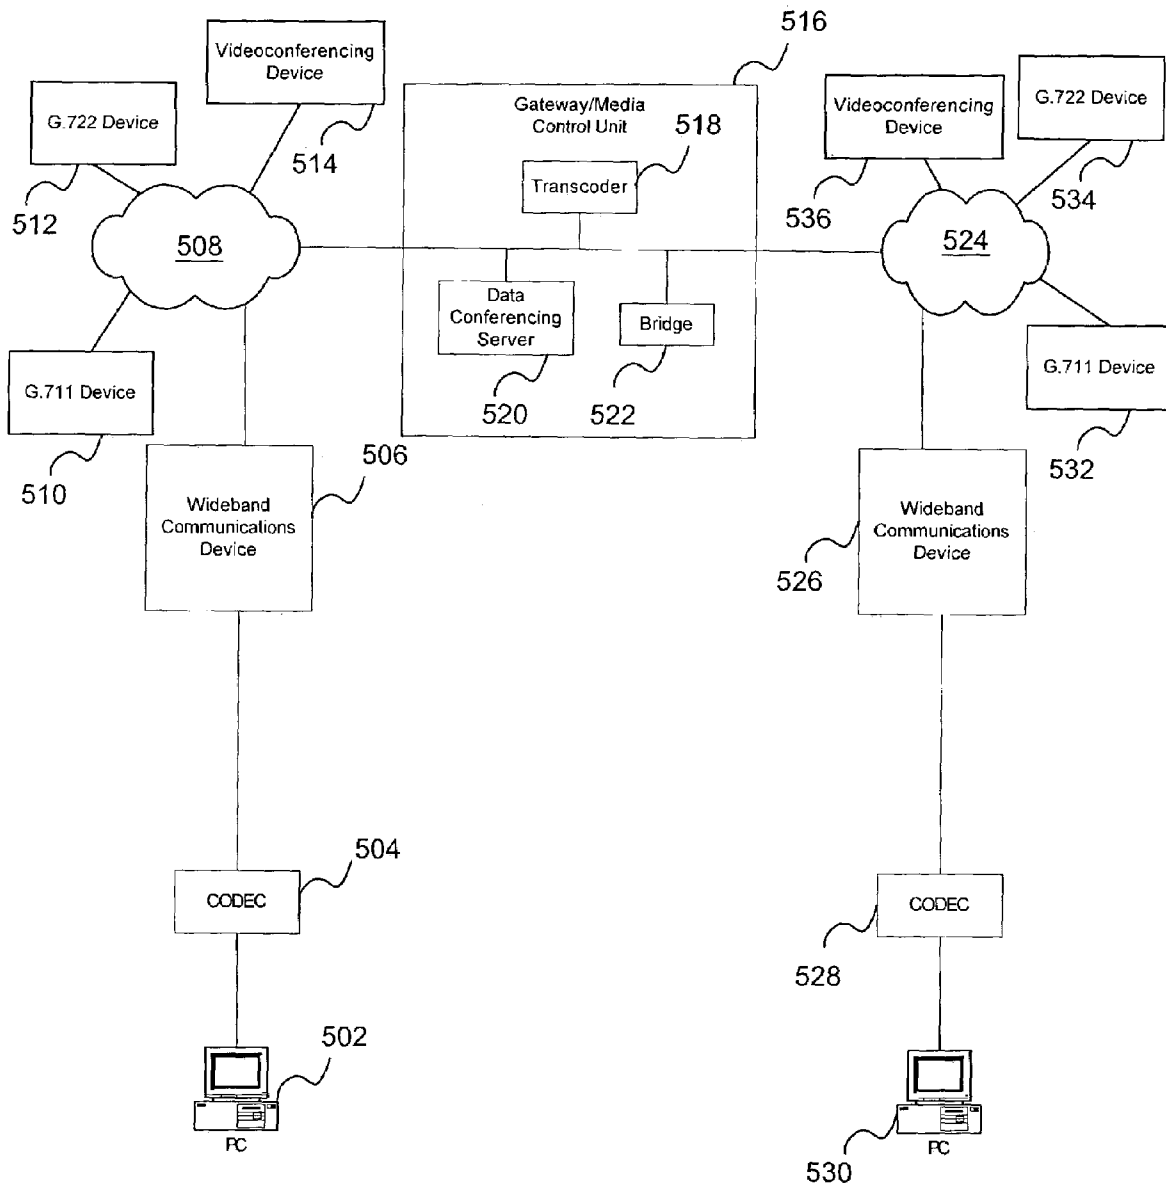 516
Videoconferencing
Device
514
G.722 Device
512
508
G.711 Device
510
Gateway/Media
Control Unit
518
Transcoder
Data
Conferencing
Server
520
Bridge
522
Videoconferencing
Device
536
G.722 Device
534
524
G.711 Device
532
506
Wideband
Communications
Device
Wideband
Communications
Device
526
504
CODEC
CODEC
528
502
PC
530
PC